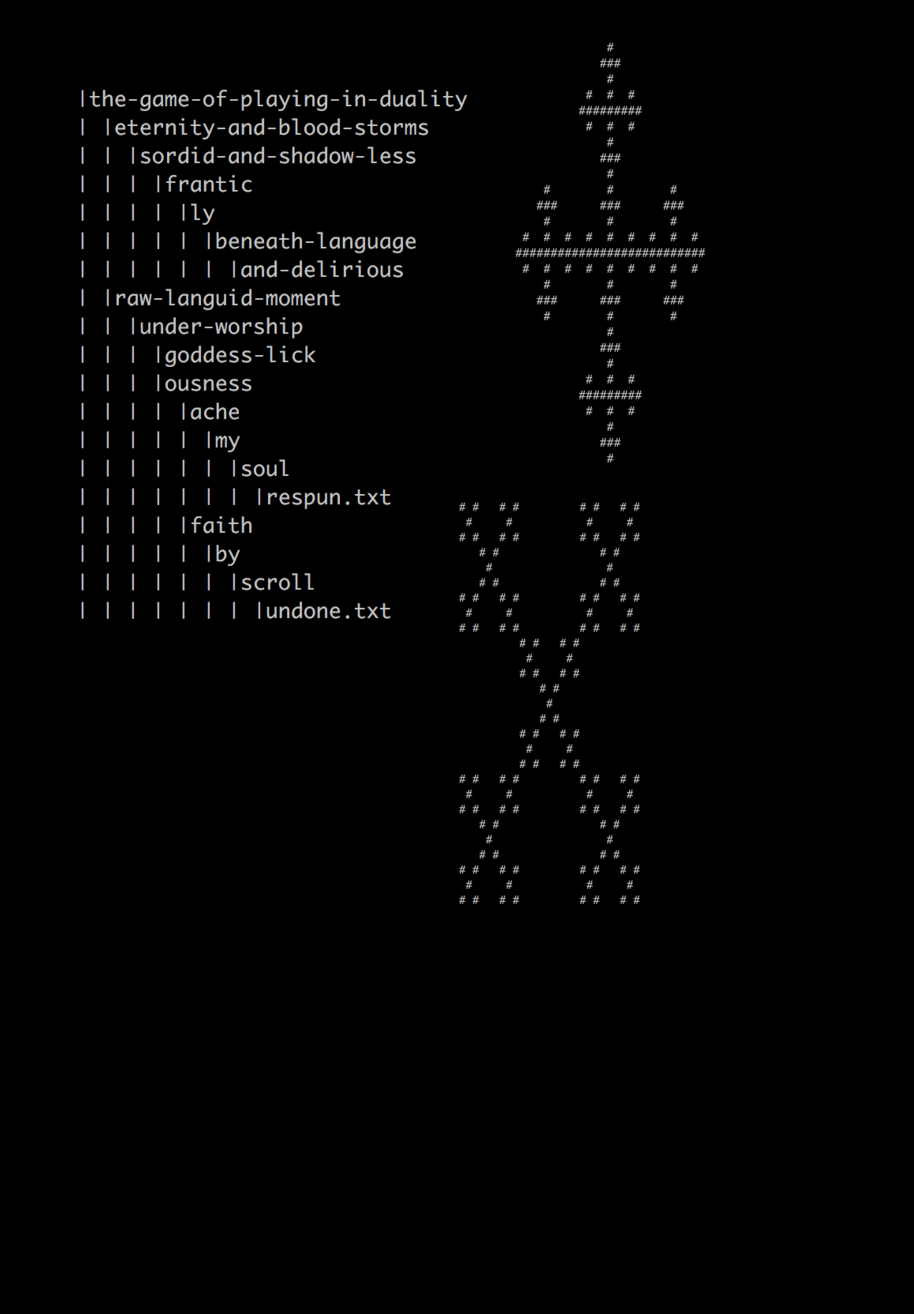 |the-game-of-playing-in-duality
| |eternity-and-blood-storms
| | |sordid-and-shadow-less
| | | |frantic
| | | | |ly
| | | | | |beneath-language
| | | | | | |and-delirious
| |raw-languid-moment
| | |under-worship
| | | |goddess-lick
| | | |ousness
| | | | |ache
| | | | | |my
| | | | | | |soul
| | | | | | | |respun.txt
| | | | |faith
| | | | | |by
| | | | | | |scroll
| | | | | | | |undone.txt